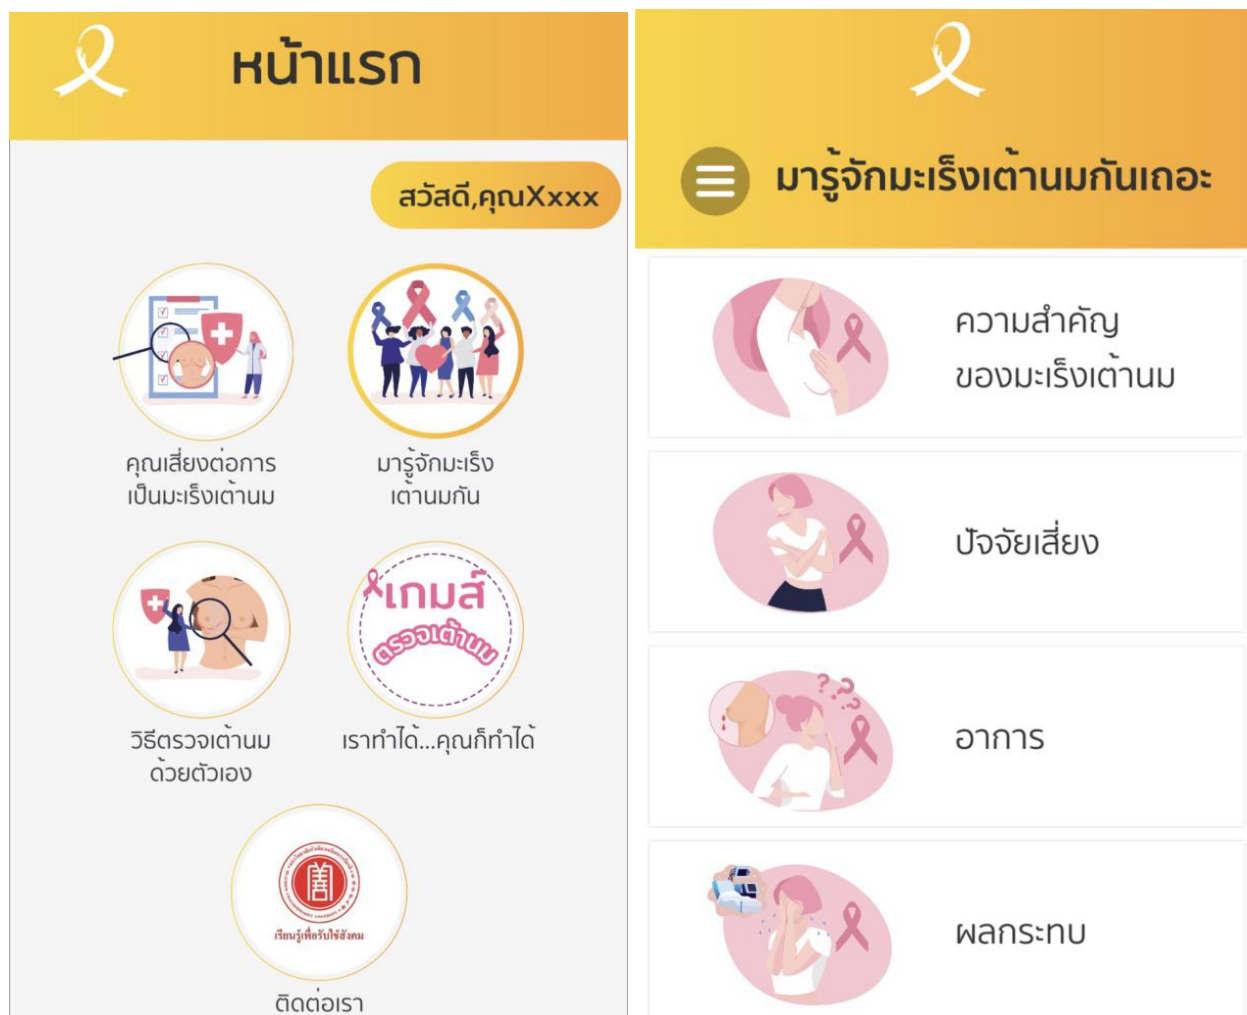 หน้าแรก
สวัสดี,คุณXxxx
คุณเสี่ยงต่อการ
เป็นมะเร็งเต้านม
มารู้จักมะเร็ง
เต้านมกัน
เกมส์
ตรวจเต้านม
วิธีตรวจเต้านม
ด้วยตัวเอง
เราทำได้...คุณก็ทำได้
เรียนรู้เพื่อรับใช้สังคม
ติดต่อเรา
มารู้จักมะเร็งเต้านมกันเถอะ
ความสำคัญ
ของมะเร็งเต้านม
ปัจจัยเสี่ยง
???
อาการ
ผลกระทบ